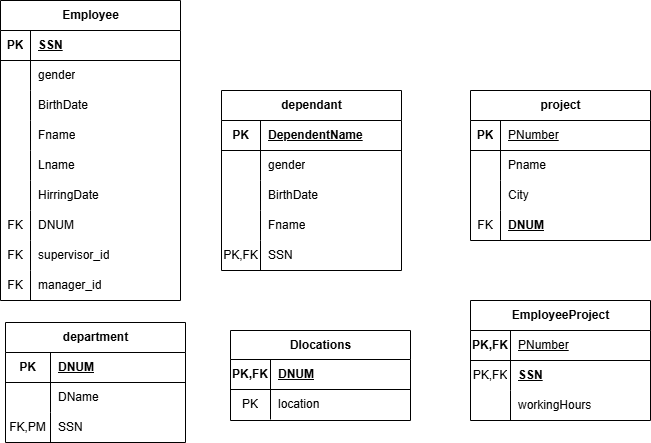 Employee
PK SSN
gender
BirthDate
Fname
Lname
HirringDate
FK DNUM
FK supervisor_id
FK manager_id
dependant
PK DependentName
gender
BirthDate
Fname
PK,FK SSN
project
PK PNumber
Pname
City
FK DNUM
department
PK DNUM
DName
FK,PM SSN
Dlocations
PK,FK DNUM
PK location
EmployeeProject
PK,FK PNumber
PK,FK SSN
workingHours